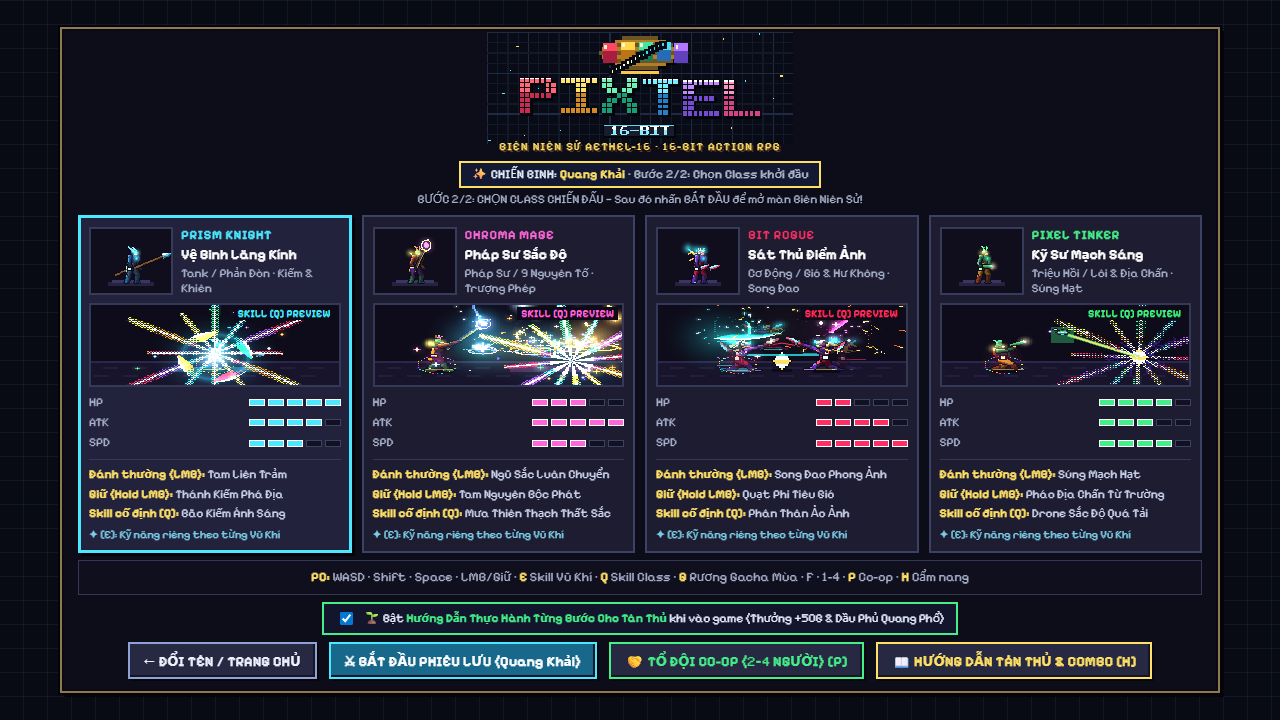 PIXTEL
16-BIT
BIÊN NIÊN SỬ AETHEL-16 · 16-BIT ACTION RPG
✨ CHIẾN BINH: Quang Khải · Bước 2/2: Chọn Class khởi đầu
BƯỚC 2/2: CHỌN CLASS CHIẾN ĐẤU – Sau đó nhấn BẮT ĐẦU để mở màn Biên Niên Sử!
PRISM KNIGHT
Vệ Binh Lăng Kính
Tank / Phản Đòn · Kiếm &
Khiên
SKILL (Q) PREVIEW
HP
ATK
SPD
Đánh thường (LMB): Tam Liên Trảm
Giữ (Hold LMB): Thánh Kiếm Phá Địa
Skill cố định (Q): Bão Kiếm Ánh Sáng
✦ (E): Kỹ năng riêng theo từng Vũ Khí
CHROMA MAGE
Pháp Sư Sắc Độ
Pháp Sư / 9 Nguyên Tố ·
Trượng Phép
SKILL (Q) PREVIEW
HP
ATK
SPD
Đánh thường (LMB): Ngũ Sắc Luân Chuyển
Giữ (Hold LMB): Tam Nguyên Bộc Phát
Skill cố định (Q): Mưa Thiên Thạch Thất Sắc
✦ (E): Kỹ năng riêng theo từng Vũ Khí
BIT ROGUE
Sát Thủ Điểm Ảnh
Cơ Động / Gió & Hư Không ·
Song Đao
SKILL (Q) PREVIEW
HP
ATK
SPD
Đánh thường (LMB): Song Đao Phong Ảnh
Giữ (Hold LMB): Quạt Phi Tiêu Gió
Skill cố định (Q): Phân Thân Ảo Ảnh
✦ (E): Kỹ năng riêng theo từng Vũ Khí
PIXEL TINKER
Kỹ Sư Mạch Sáng
Triệu Hồi / Lôi & Địa Chấn ·
Súng Hạt
SKILL (Q) PREVIEW
HP
ATK
SPD
Đánh thường (LMB): Súng Mạch Hạt
Giữ (Hold LMB): Pháo Địa Chấn Từ Trường
Skill cố định (Q): Drone Sắc Độ Quá Tải
✦ (E): Kỹ năng riêng theo từng Vũ Khí
PC: WASD · Shift · Space · LMB/Giữ · E Skill Vũ Khí · Q Skill Class · G Rương Gacha Mùa · F · 1-4 · P Co-op · H Cẩm nang
🌱 Bật Hướng Dẫn Thực Hành Từng Bước Cho Tân Thủ khi vào game (Thưởng +50G & Dấu Phủ Quang Phổ)
← ĐỔI TÊN / TRANG CHỦ
⚔ BẮT ĐẦU PHIÊU LƯU (Quang Khải)
🤝 TỔ ĐỘI CO-OP (2-4 NGƯỜI) (P)
📖 HƯỚNG DẪN TÂN THỦ & COMBO (H)